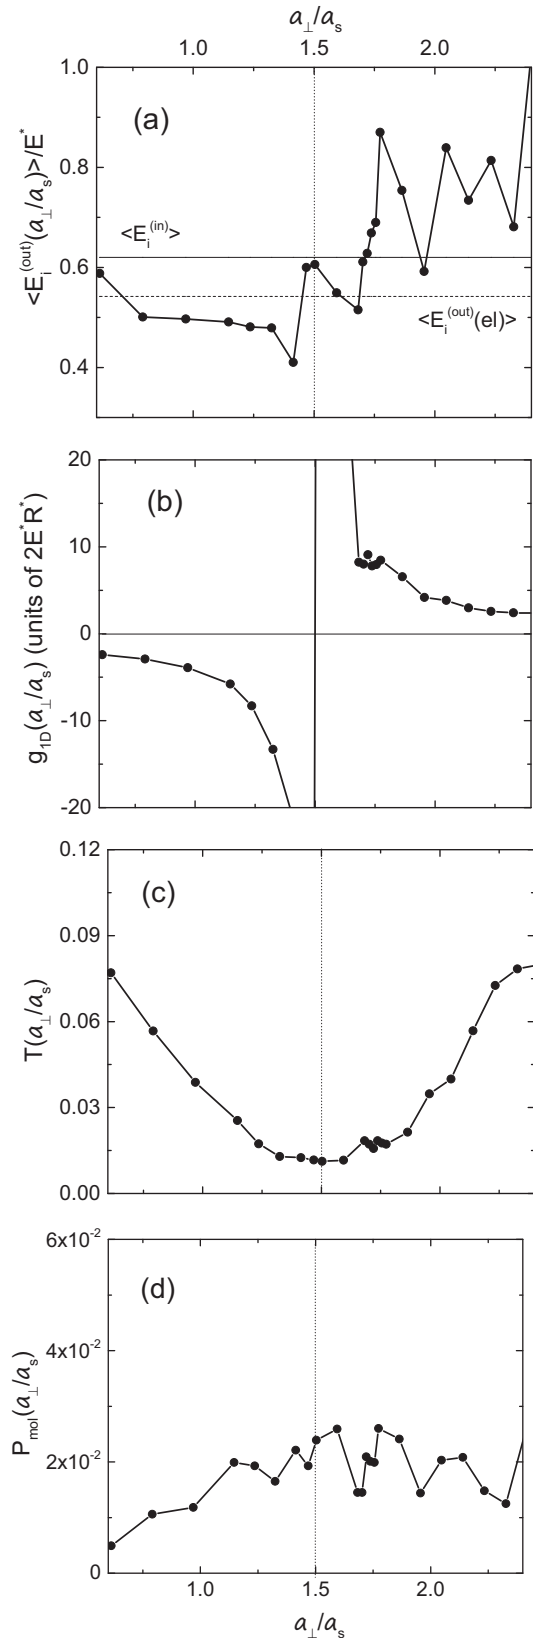 a⊥/as
1.0 1.5 2.0
1.0
(a)
0.8
<Ei(in)>
0.6
<Ei(out)(el)>
0.4
<Ei(out)(a⊥/as)>/E*
20
(b)
10
0
-10
-20
g1D(a⊥/as) (units of 2E*R*)
0.12
(c)
0.09
0.06
0.03
0.00
T(a⊥/as)
6x10-2
(d)
4x10-2
2x10-2
0
Pmol(a⊥/as)
1.0 1.5 2.0
a⊥/as